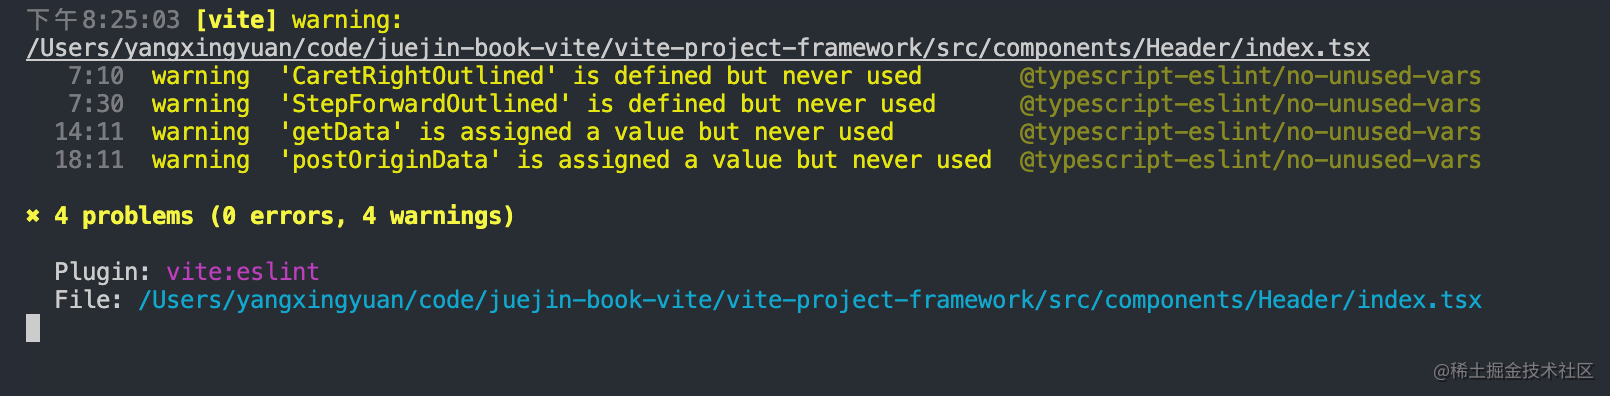 下午8:25:03 [vite] warning:
/Users/yangxingyuan/code/juejin-book-vite/vite-project-framework/src/components/Header/index.tsx
7:10 warning 'CaretRightOutlined' is defined but never used @typescript-eslint/no-unused-vars
7:30 warning 'StepForwardOutlined' is defined but never used @typescript-eslint/no-unused-vars
14:11 warning 'getData' is assigned a value but never used @typescript-eslint/no-unused-vars
18:11 warning 'postOriginData' is assigned a value but never used @typescript-eslint/no-unused-vars
✖ 4 problems (0 errors, 4 warnings)
Plugin: vite:eslint
File: /Users/yangxingyuan/code/juejin-book-vite/vite-project-framework/src/components/Header/index.tsx
@稀土掘金技术社区